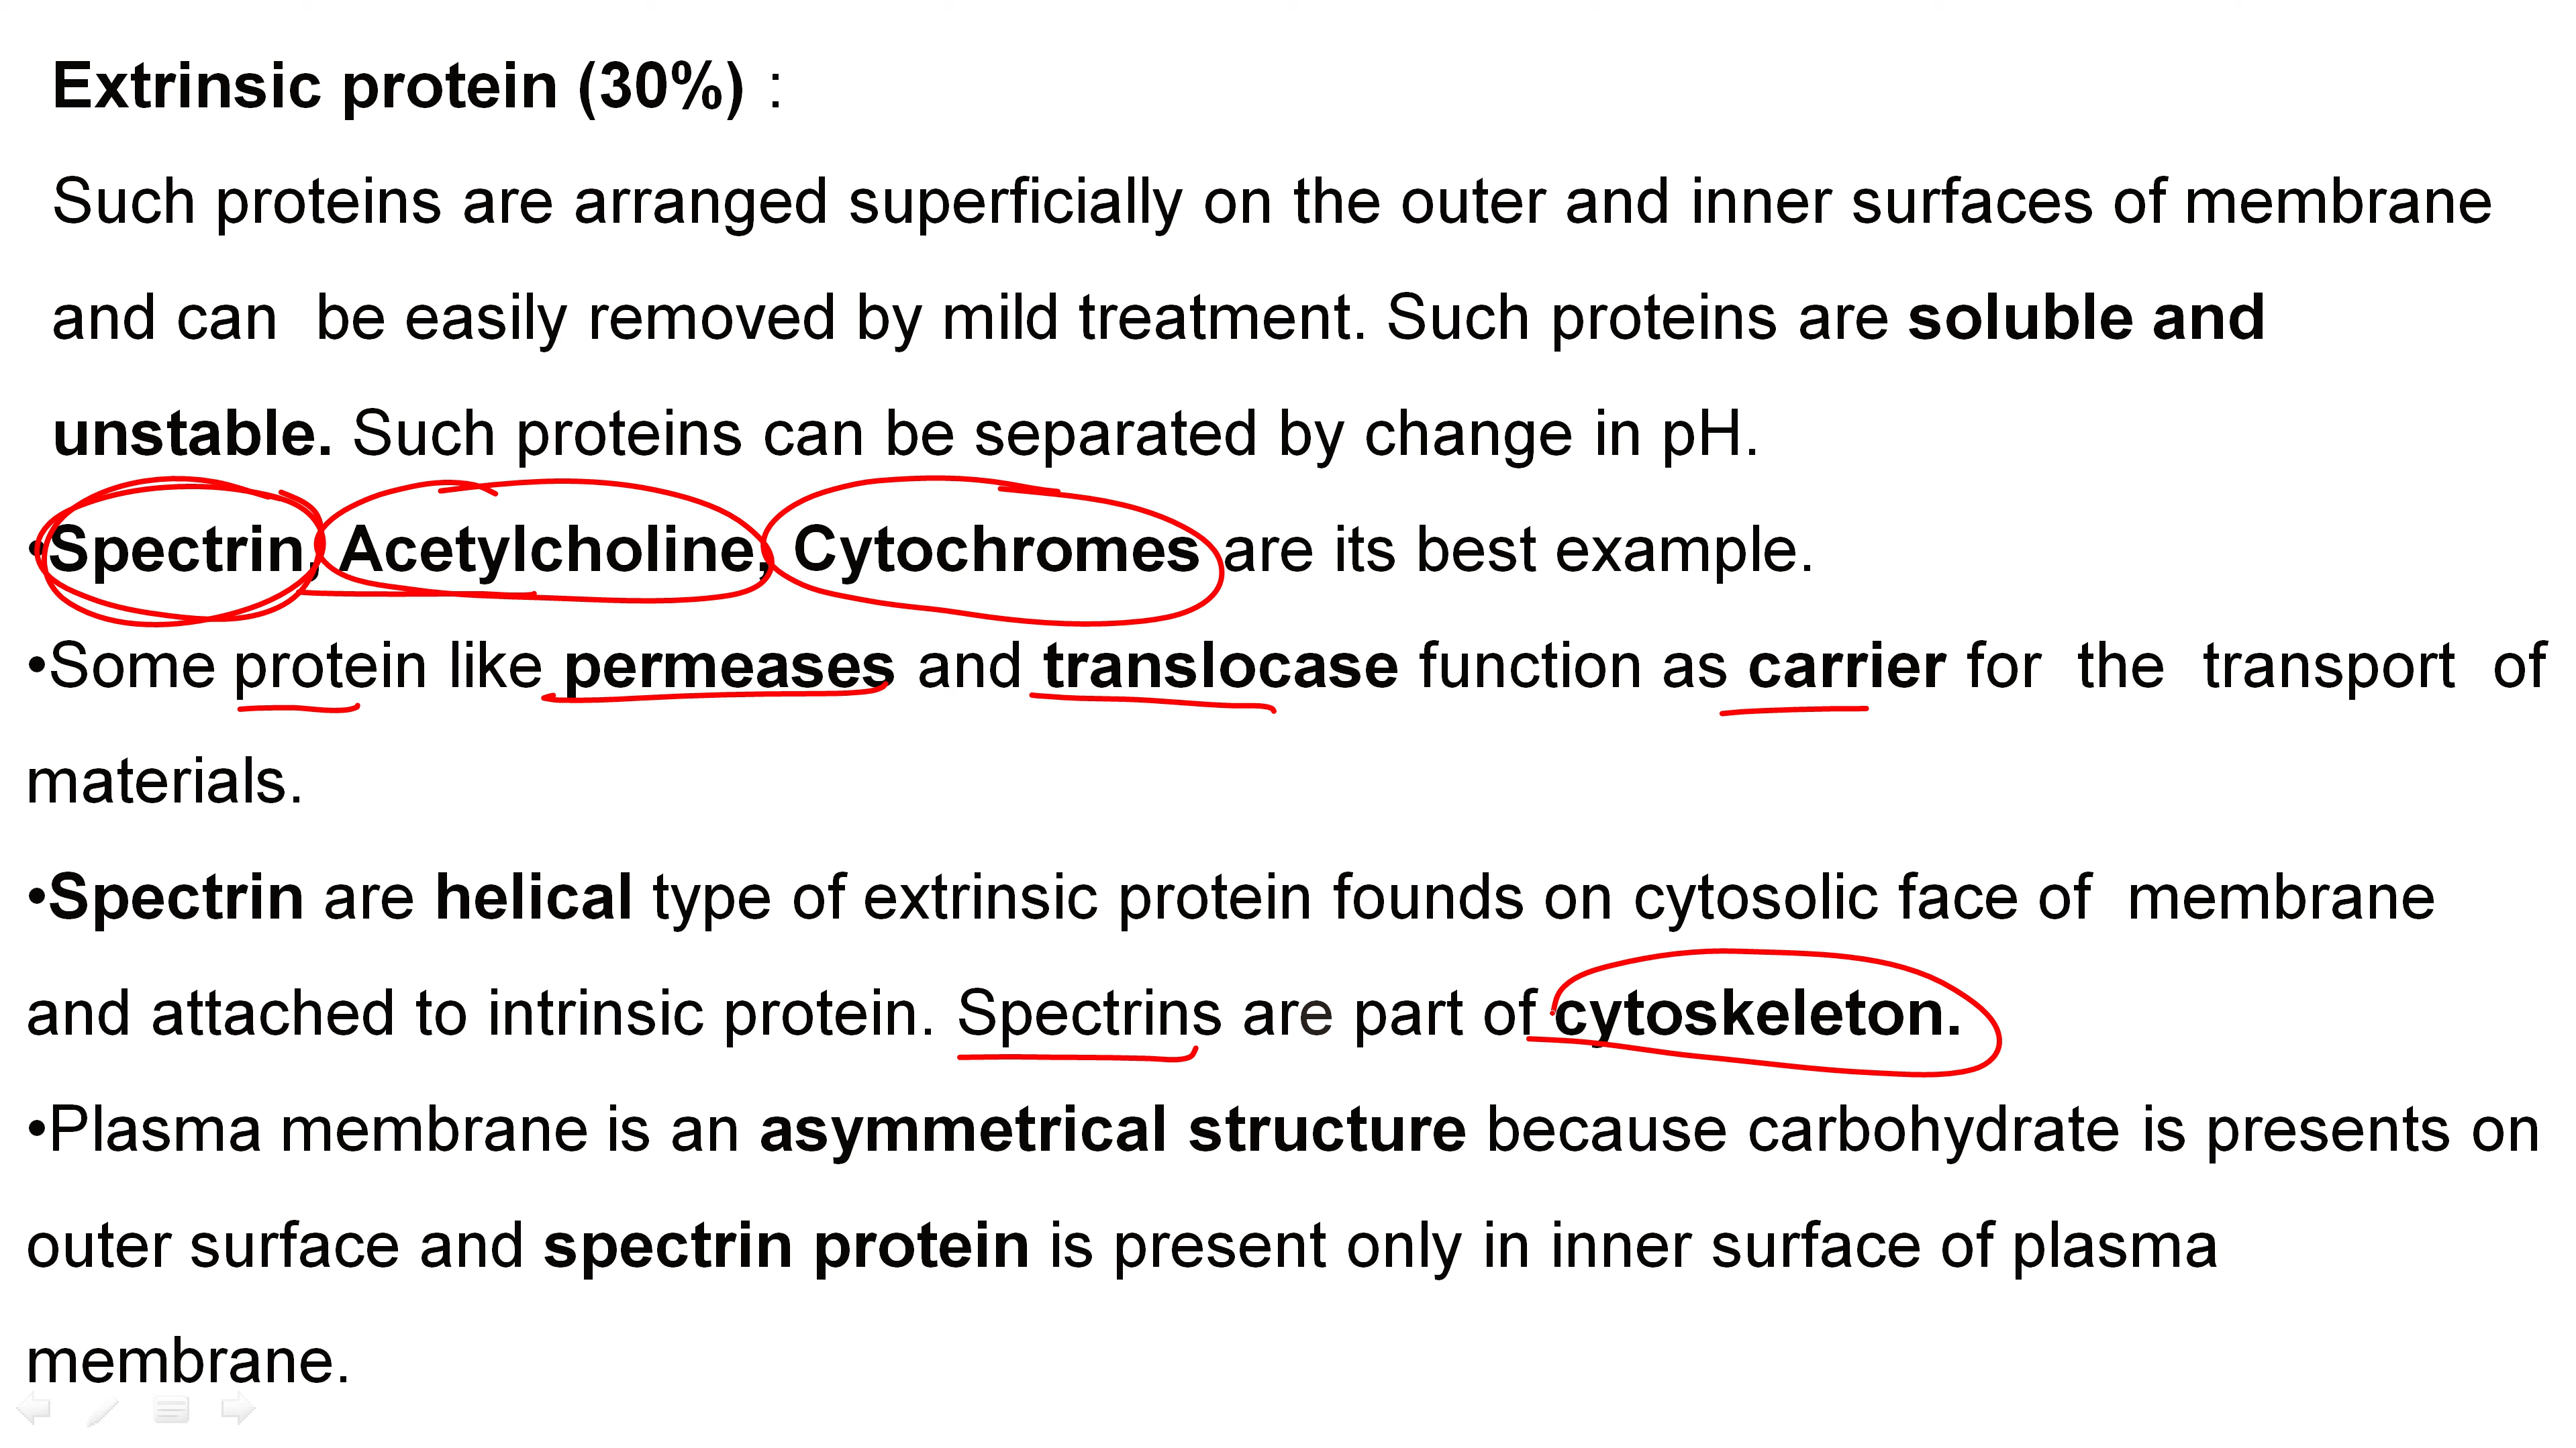 Extrinsic protein (30%) :
Such proteins are arranged superficially on the outer and inner surfaces of membrane
and can be easily removed by mild treatment. Such proteins are soluble and
unstable. Such proteins can be separated by change in pH.
•Spectrin, Acetylcholine, Cytochromes are its best example.
•Some protein like permeases and translocase function as carrier for the transport of
materials.
•Spectrin are helical type of extrinsic protein founds on cytosolic face of membrane
and attached to intrinsic protein. Spectrins are part of cytoskeleton.
•Plasma membrane is an asymmetrical structure because carbohydrate is presents on
outer surface and spectrin protein is present only in inner surface of plasma
membrane.